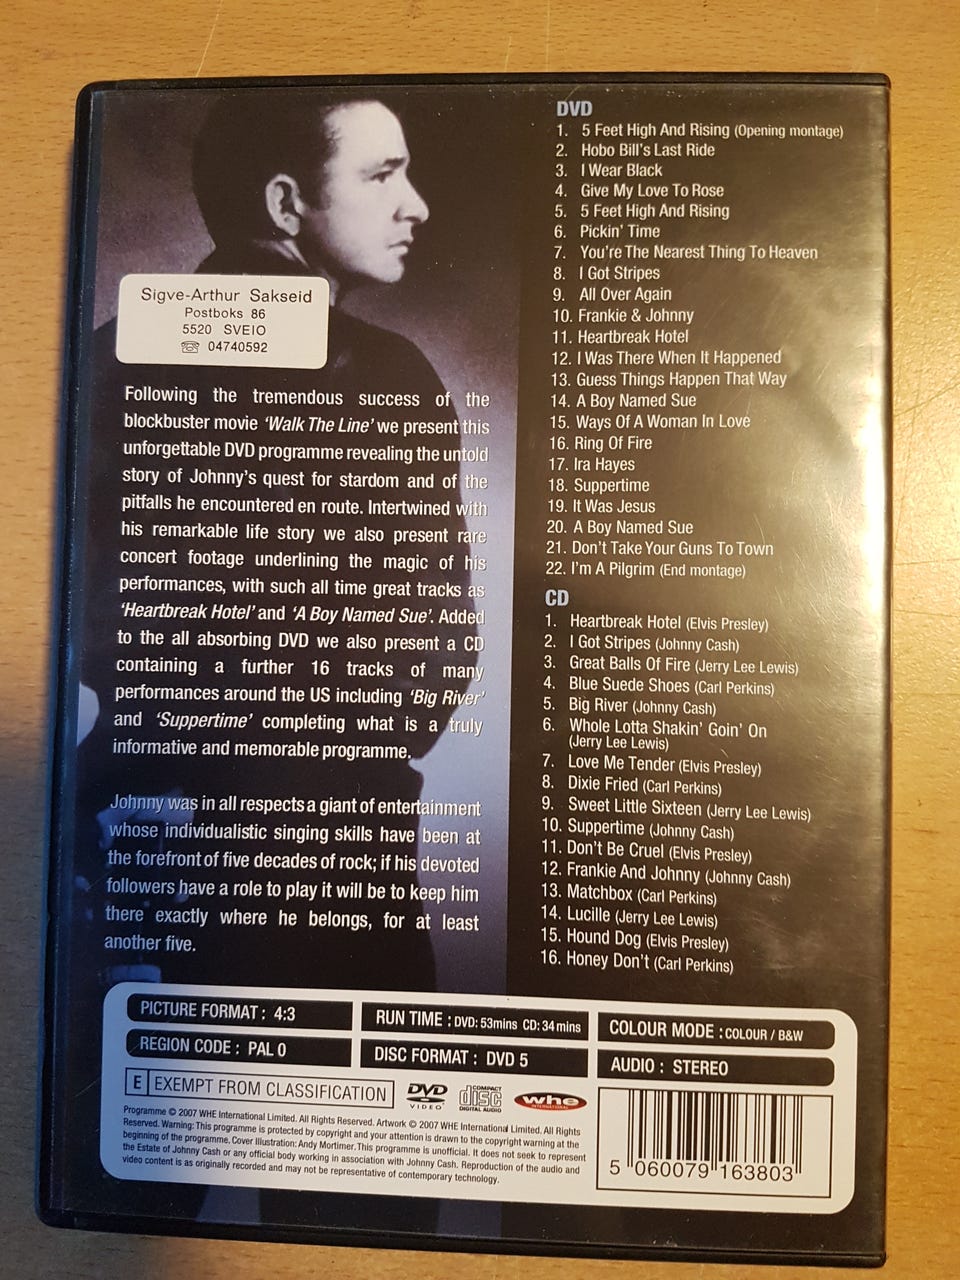 Sigve-Arthur Sakseid
Postboks 86
5520 SVEIO
☏ 04740592
Following the tremendous success of the
blockbuster movie 'Walk The Line' we present this
unforgettable DVD programme revealing the untold
story of Johnny's quest for stardom and of the
pitfalls he encountered en route. Intertwined with
his remarkable life story we also present rare
concert footage underlining the magic of his
performances, with such all time great tracks as
'Heartbreak Hotel' and 'A Boy Named Sue'. Added
to the all absorbing DVD we also present a CD
containing a further 16 tracks of many
performances around the US including 'Big River'
and 'Suppertime' completing what is a truly
informative and memorable programme.
Johnny was in all respects a giant of entertainment
whose individualistic singing skills have been at
the forefront of five decades of rock; if his devoted
followers have a role to play it will be to keep him
there exactly where he belongs, for at least
another five.
DVD
1. 5 Feet High And Rising (Opening montage)
2. Hobo Bill's Last Ride
3. I Wear Black
4. Give My Love To Rose
5. 5 Feet High And Rising
6. Pickin' Time
7. You're The Nearest Thing To Heaven
8. I Got Stripes
9. All Over Again
10. Frankie & Johnny
11. Heartbreak Hotel
12. I Was There When It Happened
13. Guess Things Happen That Way
14. A Boy Named Sue
15. Ways Of A Woman In Love
16. Ring Of Fire
17. Ira Hayes
18. Suppertime
19. It Was Jesus
20. A Boy Named Sue
21. Don't Take Your Guns To Town
22. I'm A Pilgrim (End montage)
CD
1. Heartbreak Hotel (Elvis Presley)
2. I Got Stripes (Johnny Cash)
3. Great Balls Of Fire (Jerry Lee Lewis)
4. Blue Suede Shoes (Carl Perkins)
5. Big River (Johnny Cash)
6. Whole Lotta Shakin' Goin' On
(Jerry Lee Lewis)
7. Love Me Tender (Elvis Presley)
8. Dixie Fried (Carl Perkins)
9. Sweet Little Sixteen (Jerry Lee Lewis)
10. Suppertime (Johnny Cash)
11. Don't Be Cruel (Elvis Presley)
12. Frankie And Johnny (Johnny Cash)
13. Matchbox (Carl Perkins)
14. Lucille (Jerry Lee Lewis)
15. Hound Dog (Elvis Presley)
16. Honey Don't (Carl Perkins)
PICTURE FORMAT : 4:3
RUN TIME : DVD: 53mins CD: 34 mins
COLOUR MODE : COLOUR / B&W
REGION CODE : PAL 0
DISC FORMAT : DVD 5
AUDIO : STEREO
E EXEMPT FROM CLASSIFICATION
DVD VIDEO
COMPACT disc DIGITAL AUDIO
whe INTERNATIONAL
Programme © 2007 WHE International Limited. All Rights Reserved. Artwork © 2007 WHE International Limited. All Rights
Reserved. Warning: This programme is protected by copyright and your attention is drawn to the copyright warning at the
beginning of the programme. Cover Illustration: Andy Mortimer. This programme is unofficial. It does not seek to represent
the Estate of Johnny Cash or any official body working in association with Johnny Cash. Reproduction of the audio and
video content is as originally recorded and may not be representative of contemporary technology.
5 060079 163803